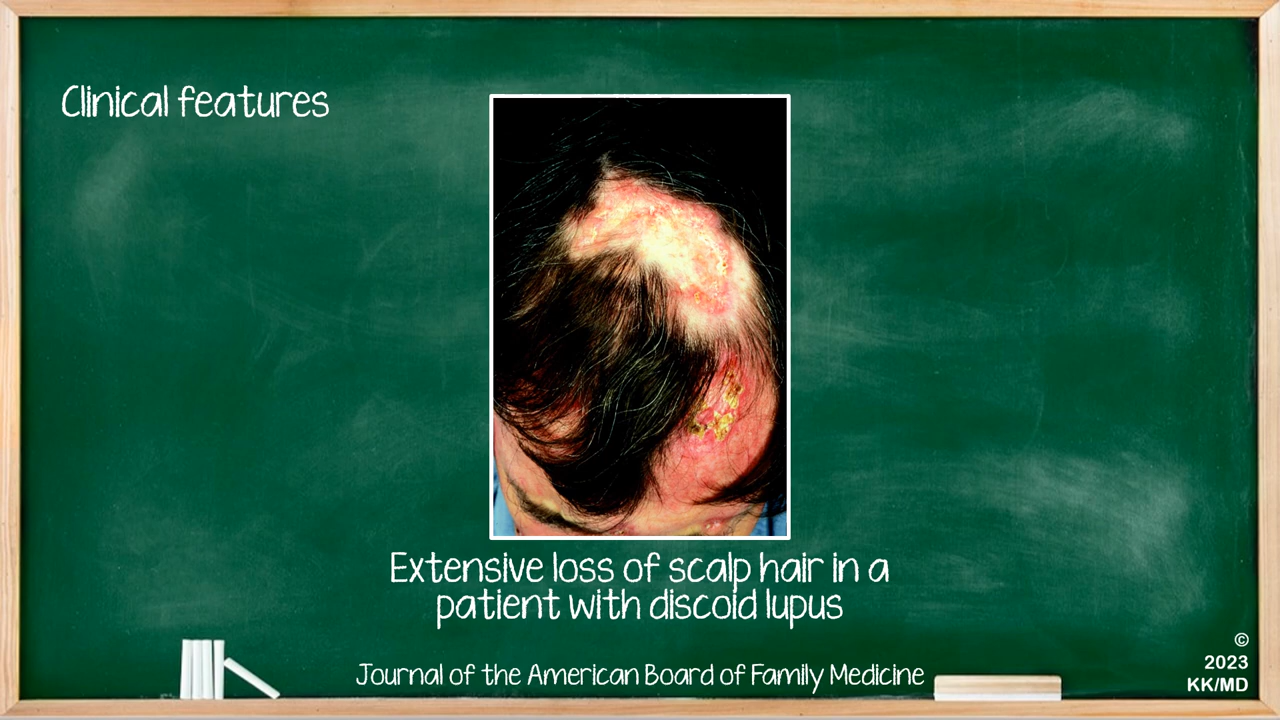 Clinical features
Extensive loss of scalp hair in a
patient with discoid lupus
Journal of the American Board of Family Medicine
©
2023
KK/MD